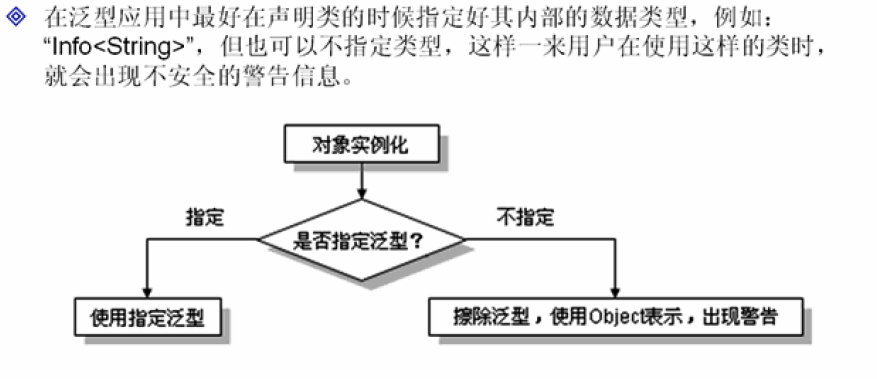 在泛型应用中最好在声明类的时候指定好其内部的数据类型，例如：
“Info<String>”，但也可以不指定类型，这样一来用户在使用这样的类时，
就会出现不安全的警告信息。
对象实例化
指定
不指定
是否指定泛型？
使用指定泛型
擦除泛型，使用Object表示，出现警告